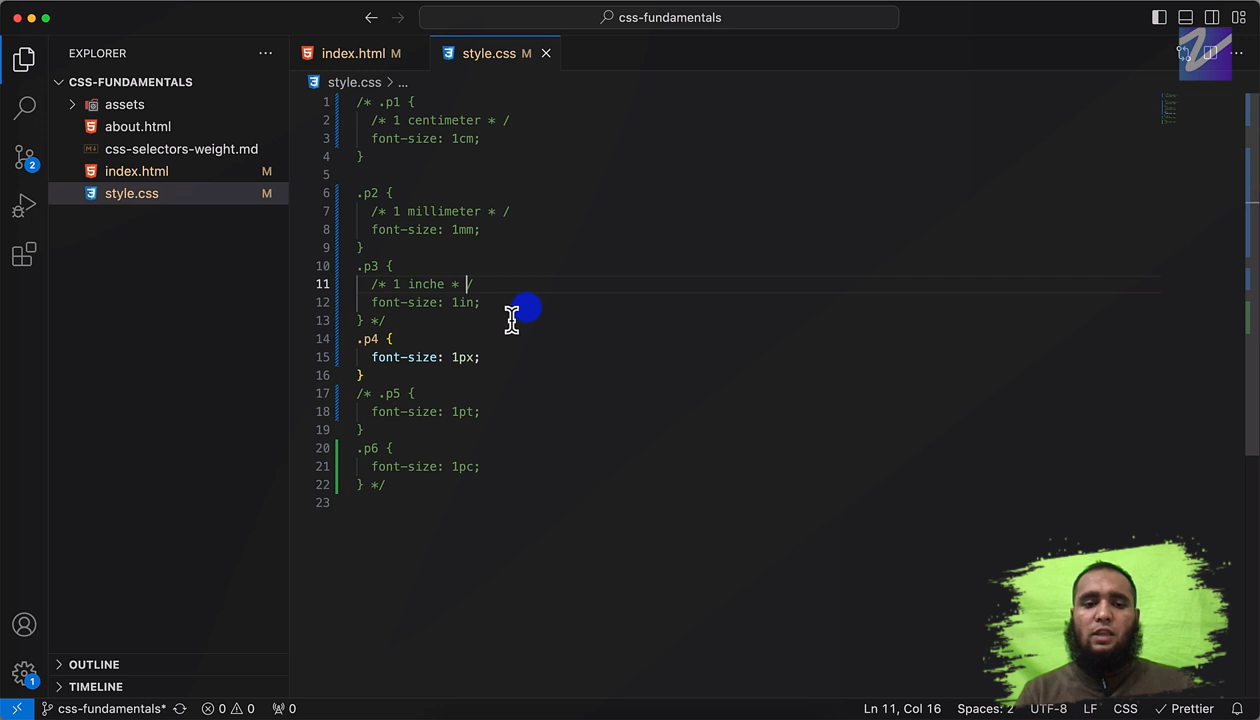 css-fundamentals
EXPLORER
CSS-FUNDAMENTALS
assets
about.html
css-selectors-weight.md
index.html M
style.css M
index.html M
style.css M
style.css > ...
1 /* .p1 {
2 /* 1 centimeter * /
3 font-size: 1cm;
4 }
5
6 .p2 {
7 /* 1 millimeter * /
8 font-size: 1mm;
9 }
10 .p3 {
11 /* 1 inche * /
12 font-size: 1in;
13 } */
14 .p4 {
15 font-size: 1px;
16 }
17 /* .p5 {
18 font-size: 1pt;
19 }
20 .p6 {
21 font-size: 1pc;
22 } */
23
2
1
OUTLINE
TIMELINE
css-fundamentals* 0 0 0 Ln 11, Col 16 Spaces: 2 UTF-8 LF CSS Prettier